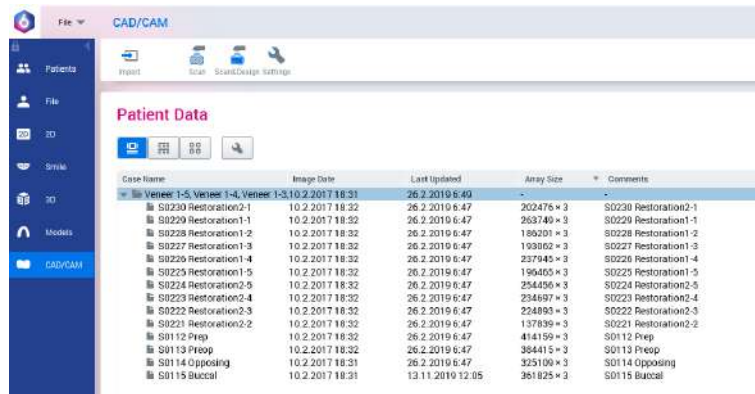 File CAD/CAM
Patients
File
2D 2D
Smile
3D
Models
CAD/CAM
Import Scan Scan&Design Settings
Patient Data
Case Name Image Date Last Updated Array Size Comments
Veneer 1-5, Veneer 1-4, Veneer 1-3, 10.2.2017 18:31 26.2.2019 6:49 - -
S0230 Restoration2-1 10.2.2017 18:32 26.2.2019 6:47 202476 × 3 S0230 Restoration2-1
S0229 Restoration1-1 10.2.2017 18:32 26.2.2019 6:47 263749 × 3 S0229 Restoration1-1
S0228 Restoration1-2 10.2.2017 18:32 26.2.2019 6:47 186201 × 3 S0228 Restoration1-2
S0227 Restoration1-3 10.2.2017 18:32 26.2.2019 6:47 193062 × 3 S0227 Restoration1-3
S0226 Restoration1-4 10.2.2017 18:32 26.2.2019 6:47 237945 × 3 S0226 Restoration1-4
S0225 Restoration1-5 10.2.2017 18:32 26.2.2019 6:47 196465 × 3 S0225 Restoration1-5
S0224 Restoration2-5 10.2.2017 18:32 26.2.2019 6:47 254456 × 3 S0224 Restoration2-5
S0223 Restoration2-4 10.2.2017 18:32 26.2.2019 6:47 234697 × 3 S0223 Restoration2-4
S0222 Restoration2-3 10.2.2017 18:32 26.2.2019 6:47 224893 × 3 S0222 Restoration2-3
S0221 Restoration2-2 10.2.2017 18:32 26.2.2019 6:47 137839 × 3 S0221 Restoration2-2
S0112 Prep 10.2.2017 18:32 26.2.2019 6:47 414159 × 3 S0112 Prep
S0113 Preop 10.2.2017 18:32 26.2.2019 6:47 384415 × 3 S0113 Preop
S0114 Opposing 10.2.2017 18:31 26.2.2019 6:47 325109 × 3 S0114 Opposing
S0115 Buccal 10.2.2017 18:31 13.11.2019 12:05 361825 × 3 S0115 Buccal